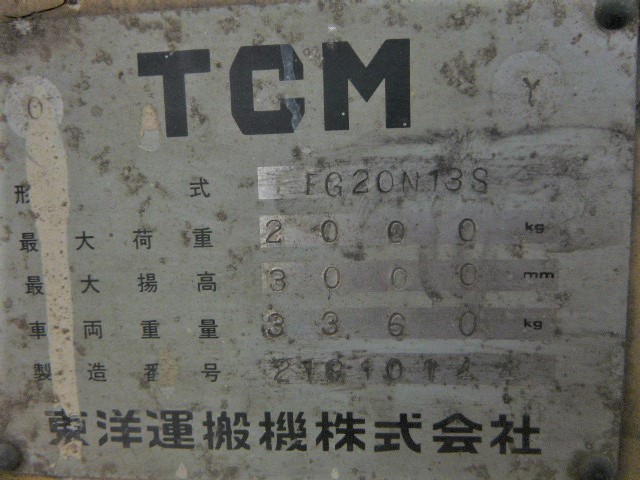 TCM
O Y
形式 FG20N13S
最大荷重 2000 kg
最大揚高 3000 mm
車両重量 3360 kg
製造番号
東洋運搬機株式会社